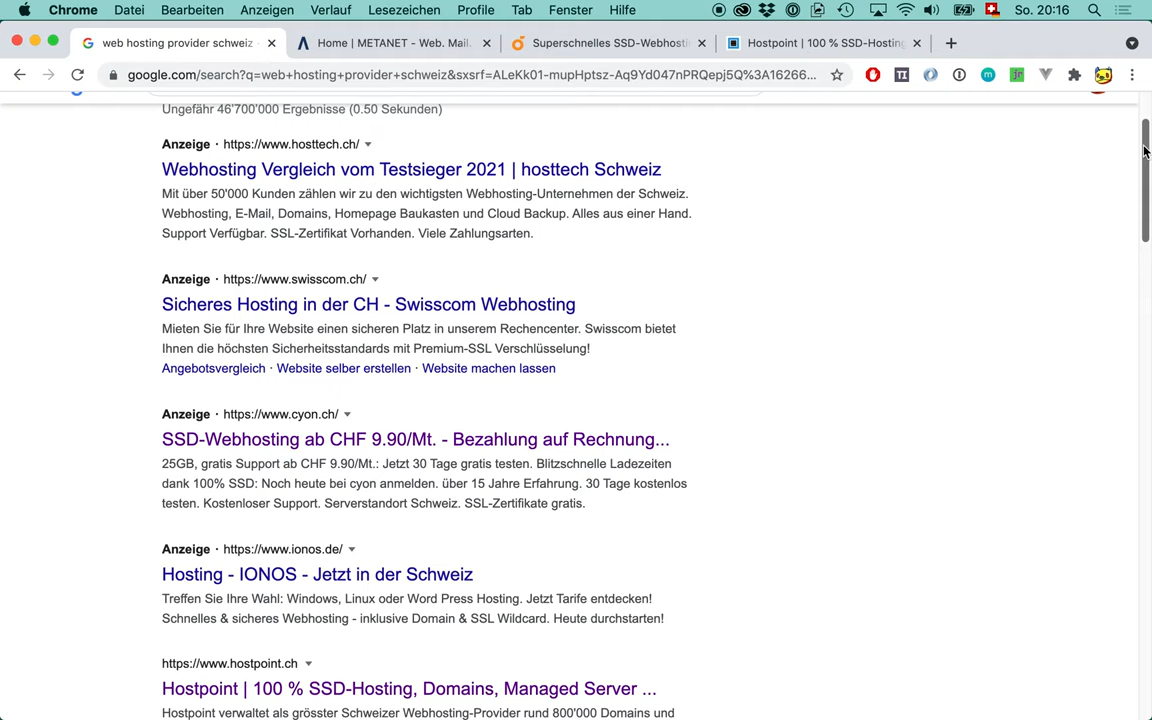 Chrome Datei Bearbeiten Anzeigen Verlauf Lesezeichen Profile Tab Fenster Hilfe So. 20:16
web hosting provider schweiz
Home | METANET - Web. Mail.
Superschnelles SSD-Webhosti
Hostpoint | 100 % SSD-Hosting
google.com/search?q=web+hosting+provider+schweiz&sxsrf=ALeKk01-mupHptsz-Aq9Yd047nPRQepj5Q%3A16266...
Ungefähr 46'700'000 Ergebnisse (0.50 Sekunden)
Anzeige · https://www.hosttech.ch/
Webhosting Vergleich vom Testsieger 2021 | hosttech Schweiz
Mit über 50'000 Kunden zählen wir zu den wichtigsten Webhosting-Unternehmen der Schweiz.
Webhosting, E-Mail, Domains, Homepage Baukasten und Cloud Backup. Alles aus einer Hand.
Support Verfügbar. SSL-Zertifikat Vorhanden. Viele Zahlungsarten.
Anzeige · https://www.swisscom.ch/
Sicheres Hosting in der CH - Swisscom Webhosting
Mieten Sie für Ihre Website einen sicheren Platz in unserem Rechencenter. Swisscom bietet
Ihnen die höchsten Sicherheitsstandards mit Premium-SSL Verschlüsselung!
Angebotsvergleich · Website selber erstellen · Website machen lassen
Anzeige · https://www.cyon.ch/
SSD-Webhosting ab CHF 9.90/Mt. - Bezahlung auf Rechnung...
25GB, gratis Support ab CHF 9.90/Mt.: Jetzt 30 Tage gratis testen. Blitzschnelle Ladezeiten
dank 100% SSD: Noch heute bei cyon anmelden. über 15 Jahre Erfahrung. 30 Tage kostenlos
testen. Kostenloser Support. Serverstandort Schweiz. SSL-Zertifikate gratis.
Anzeige · https://www.ionos.de/
Hosting - IONOS - Jetzt in der Schweiz
Treffen Sie Ihre Wahl: Windows, Linux oder Word Press Hosting. Jetzt Tarife entdecken!
Schnelles & sicheres Webhosting - inklusive Domain & SSL Wildcard. Heute durchstarten!
https://www.hostpoint.ch
Hostpoint | 100 % SSD-Hosting, Domains, Managed Server ...
Hostpoint verwaltet als grösster Schweizer Webhosting-Provider rund 800'000 Domains und